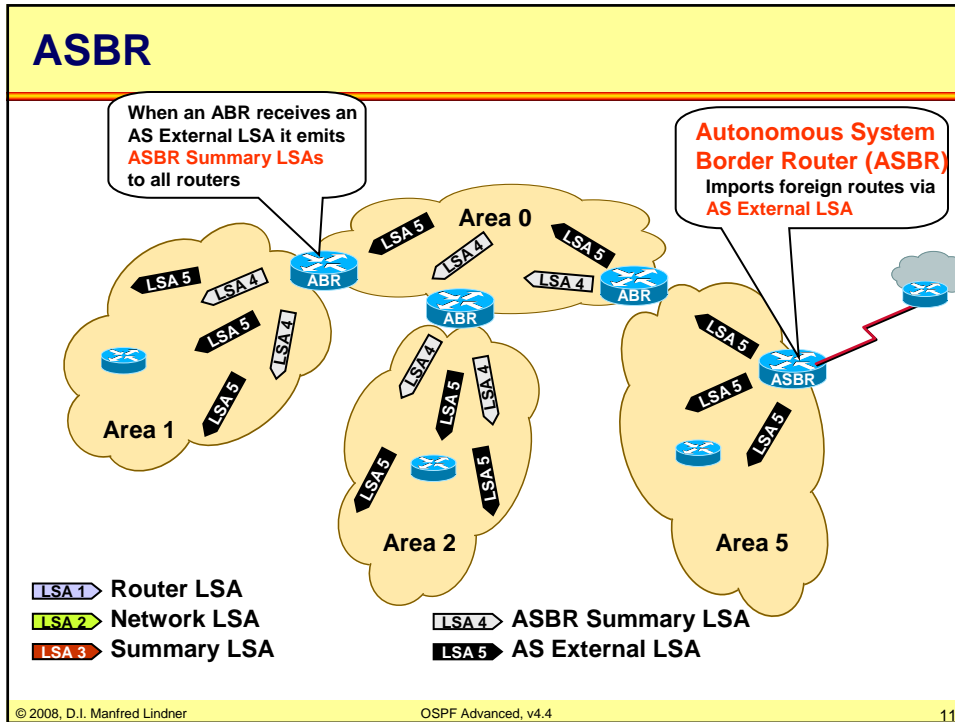 ASBR
When an ABR receives an
AS External LSA it emits
ASBR Summary LSAs
to all routers
Autonomous System
Border Router (ASBR)
Imports foreign routes via
AS External LSA
Area 0
LSA 5
LSA 4
LSA 5
LSA 4
ABR
ABR
ABR
LSA 5
LSA 4
LSA 5
LSA 4
LSA 5
Area 1
LSA 4
LSA 5
LSA 4
LSA 5
LSA 5
Area 2
LSA 5
LSA 5
LSA 5
ASBR
Area 5
LSA 1 Router LSA
LSA 2 Network LSA
LSA 3 Summary LSA
LSA 4 ASBR Summary LSA
LSA 5 AS External LSA
© 2008, D.I. Manfred Lindner
OSPF Advanced, v4.4
11